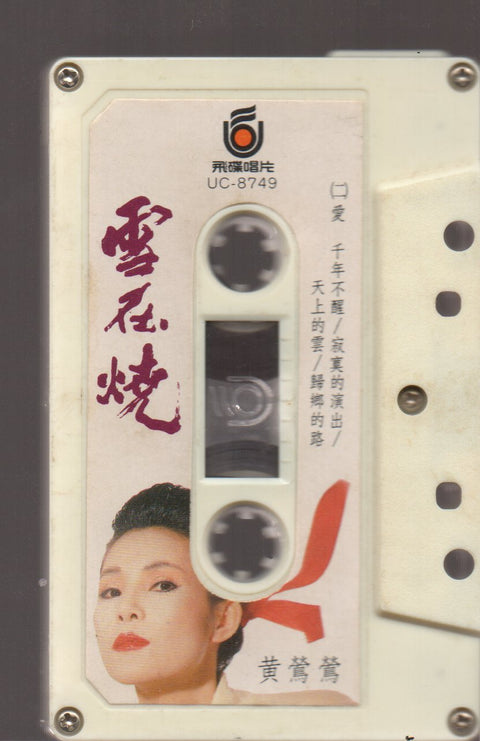 飛碟唱片
UC-8749
雪在燒
㈡愛 千年不醒/寂寞的演出/
天上的雲/歸鄉的路
黄鶯鶯